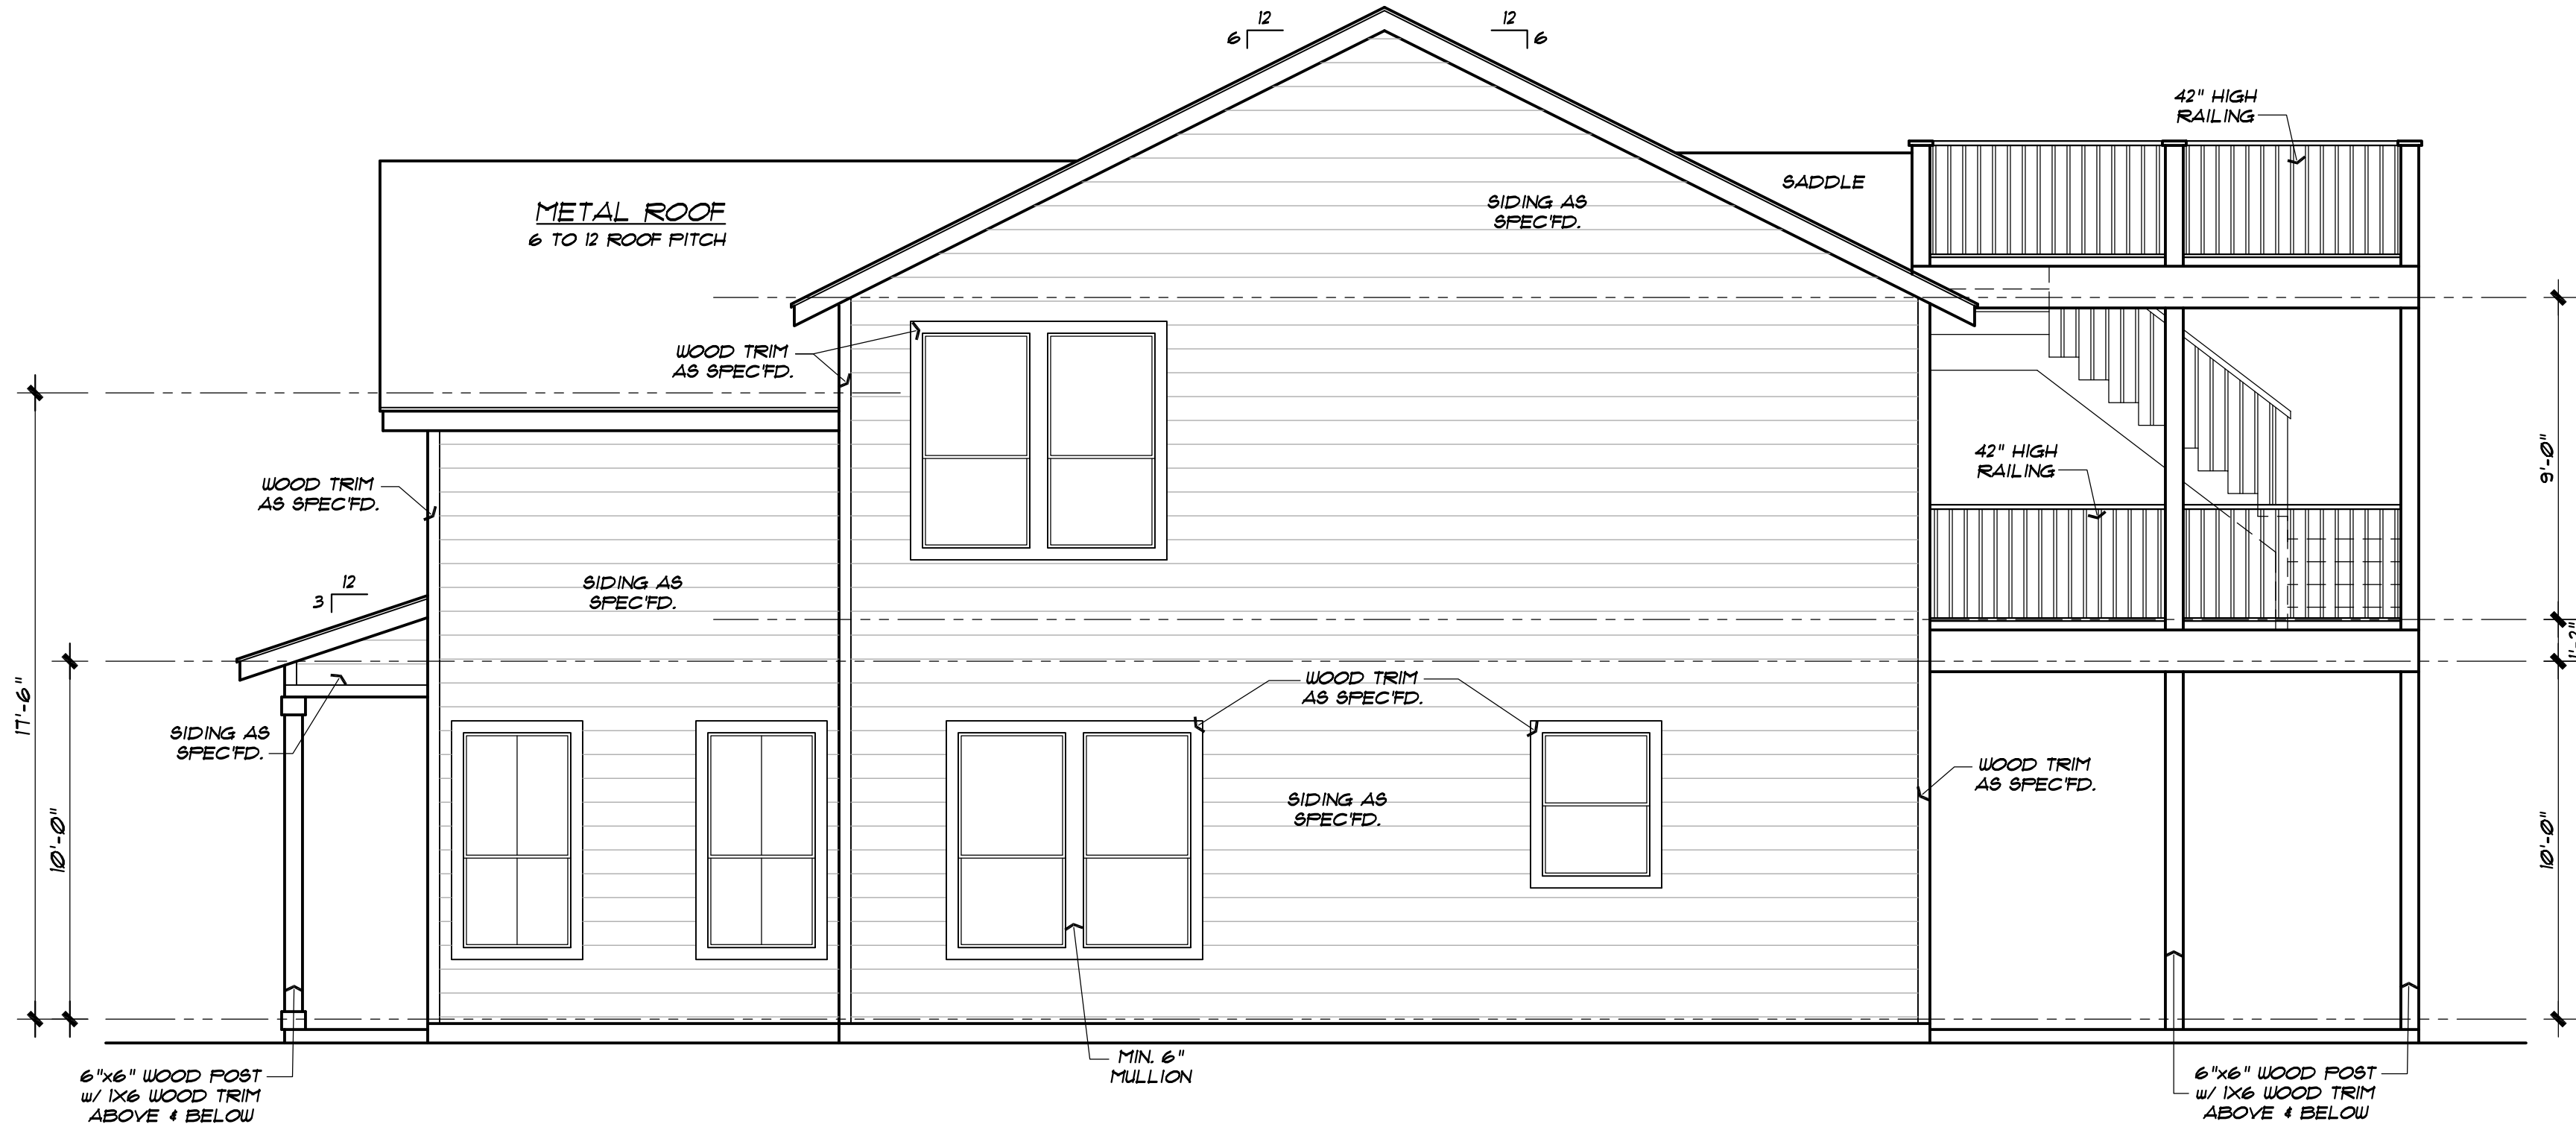 12
6
12
6
42" HIGH
RAILING
SADDLE
METAL ROOF
6 TO 12 ROOF PITCH
SIDING AS
SPEC'FD.
WOOD TRIM
AS SPEC'FD.
WOOD TRIM
AS SPEC'FD.
42" HIGH
RAILING
9'-0"
12
3
SIDING AS
SPEC'FD.
1'-2"
17'-6"
WOOD TRIM
AS SPEC'FD.
SIDING AS
SPEC'FD.
WOOD TRIM
AS SPEC'FD.
SIDING AS
SPEC'FD.
10'-0"
10'-0"
MIN. 6"
MULLION
6"x6" WOOD POST
w/ 1X6 WOOD TRIM
ABOVE & BELOW
6"x6" WOOD POST
w/ 1X6 WOOD TRIM
ABOVE & BELOW